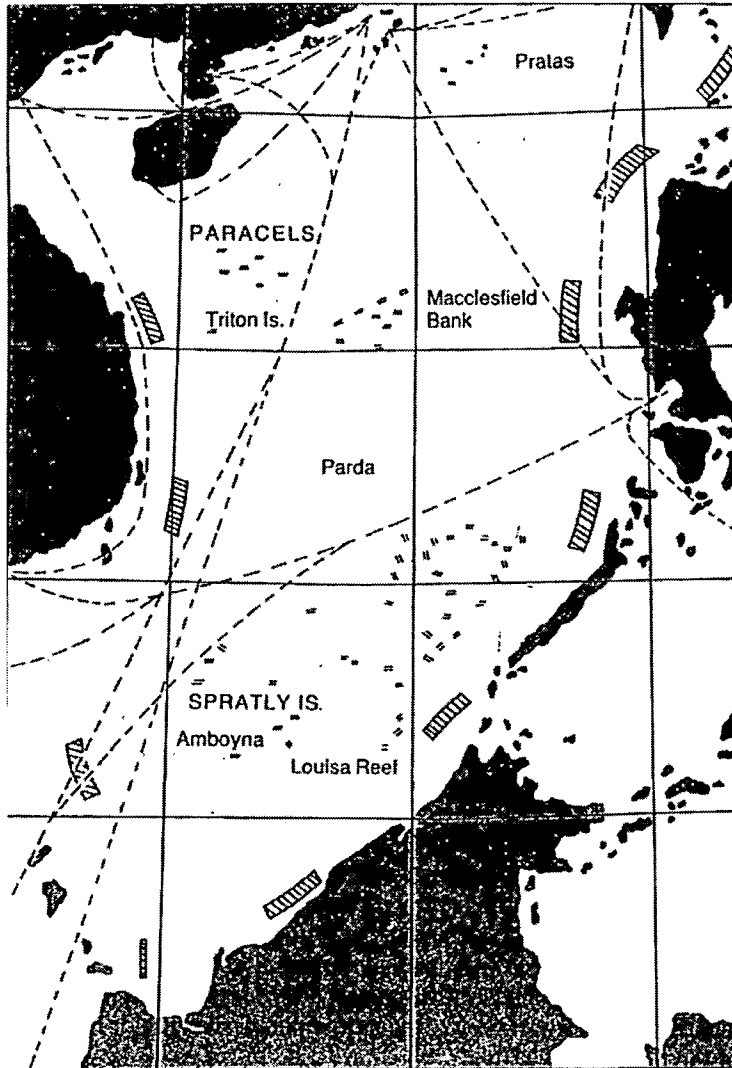 Pratas
PARACELS
Triton Is.
Macclesfield
Bank
Parda
SPRATLY IS.
Amboyna
Louisa Reef